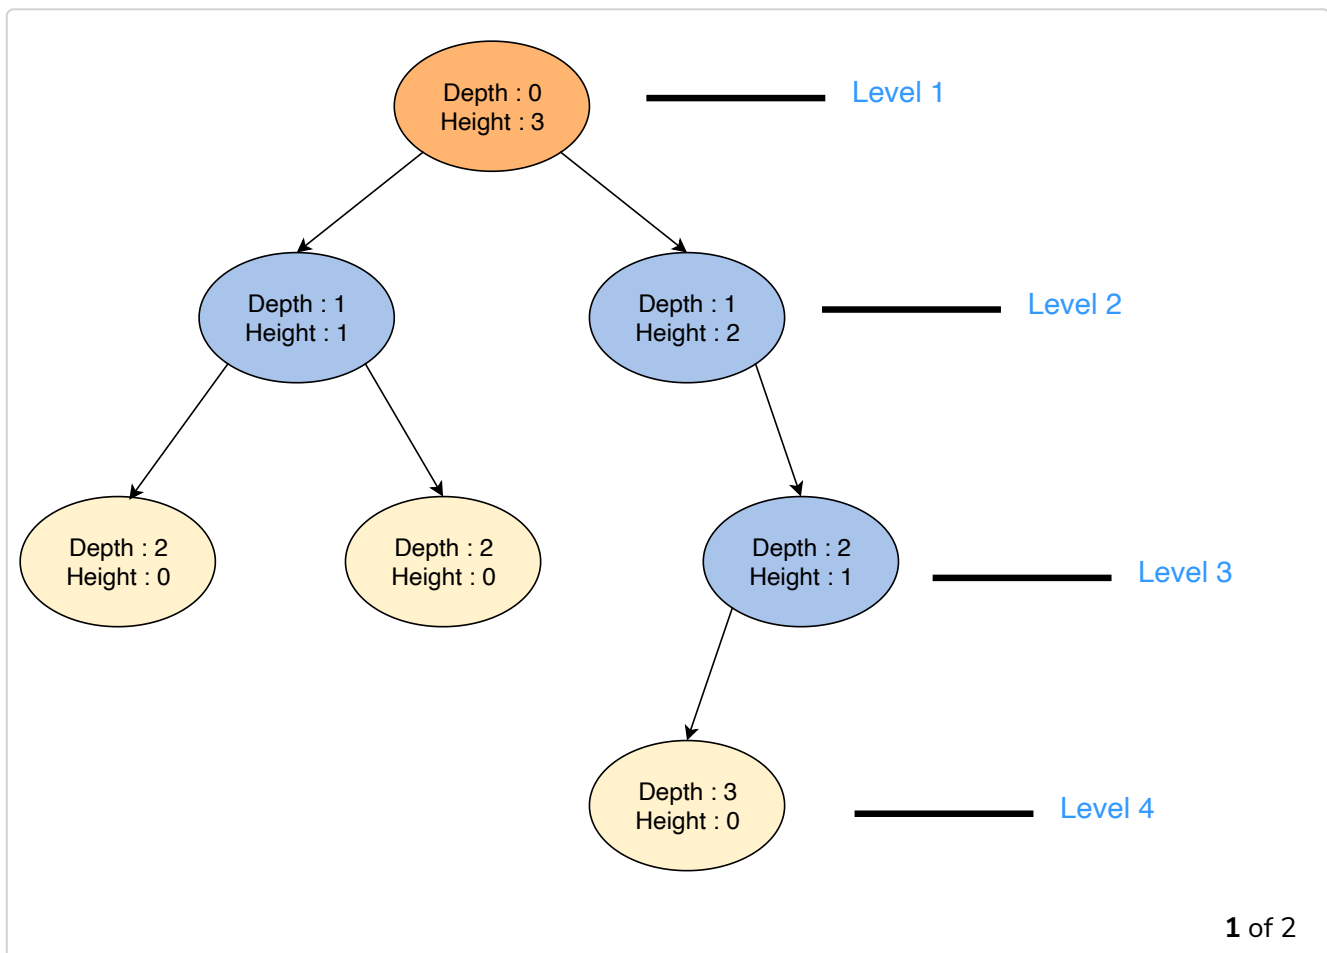 Depth : 0
Height : 3
Level 1
Depth : 1
Height : 1
Depth : 1
Height : 2
Level 2
Depth : 2
Height : 0
Depth : 2
Height : 0
Depth : 2
Height : 1
Level 3
Depth : 3
Height : 0
Level 4
1 of 2